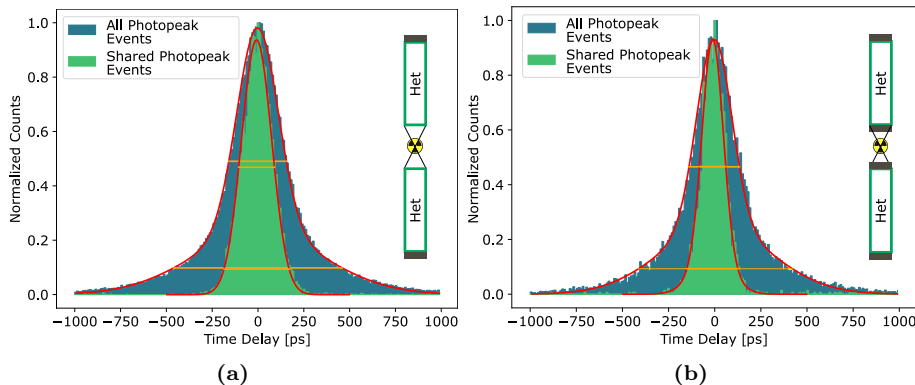 All Photopeak
Events
Shared Photopeak
Events
Normalized Counts
1.0
0.8
0.6
0.4
0.2
0.0
Het
Het
−1000 −750 −500 −250 0 250 500 750 1000
Time Delay [ps]
(a)
All Photopeak
Events
Shared Photopeak
Events
Normalized Counts
1.0
0.8
0.6
0.4
0.2
0.0
Het
Het
−1000 −750 −500 −250 0 250 500 750 1000
Time Delay [ps]
(b)